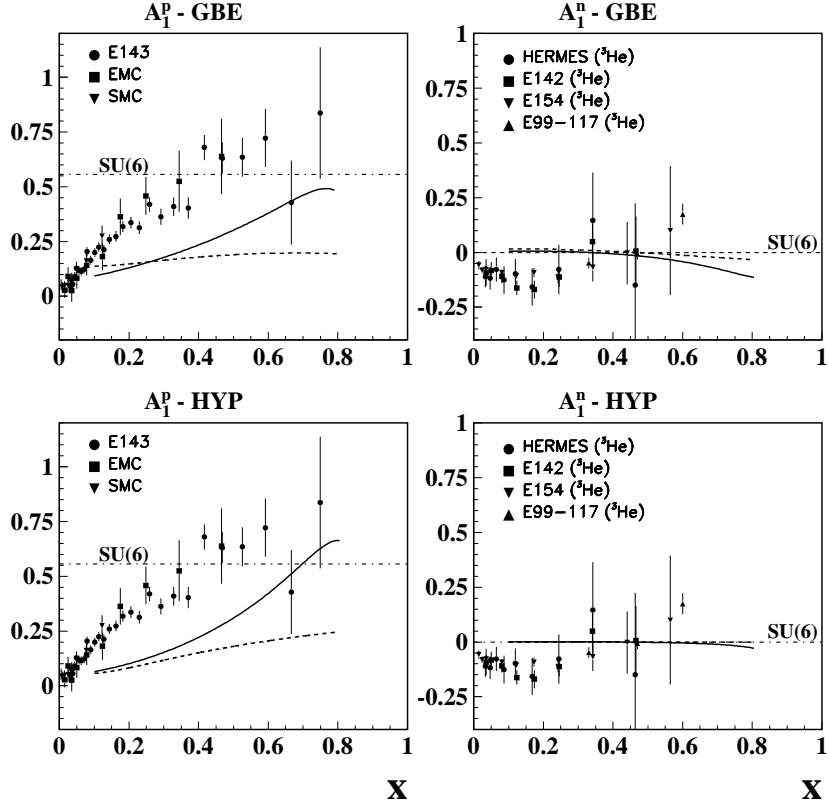 A₁ᵖ - GBE
E143
EMC
SMC
SU(6)
1
0.75
0.5
0.25
0
0 0.2 0.4 0.6 0.8 1
A₁ⁿ - GBE
HERMES (³He)
E142 (³He)
E154 (³He)
E99-117 (³He)
SU(6)
1
0.75
0.5
0.25
0
-0.25
0 0.2 0.4 0.6 0.8 1
A₁ᵖ - HYP
E143
EMC
SMC
SU(6)
1
0.75
0.5
0.25
0
0 0.2 0.4 0.6 0.8 1
x
A₁ⁿ - HYP
HERMES (³He)
E142 (³He)
E154 (³He)
E99-117 (³He)
SU(6)
1
0.75
0.5
0.25
0
-0.25
0 0.2 0.4 0.6 0.8 1
x